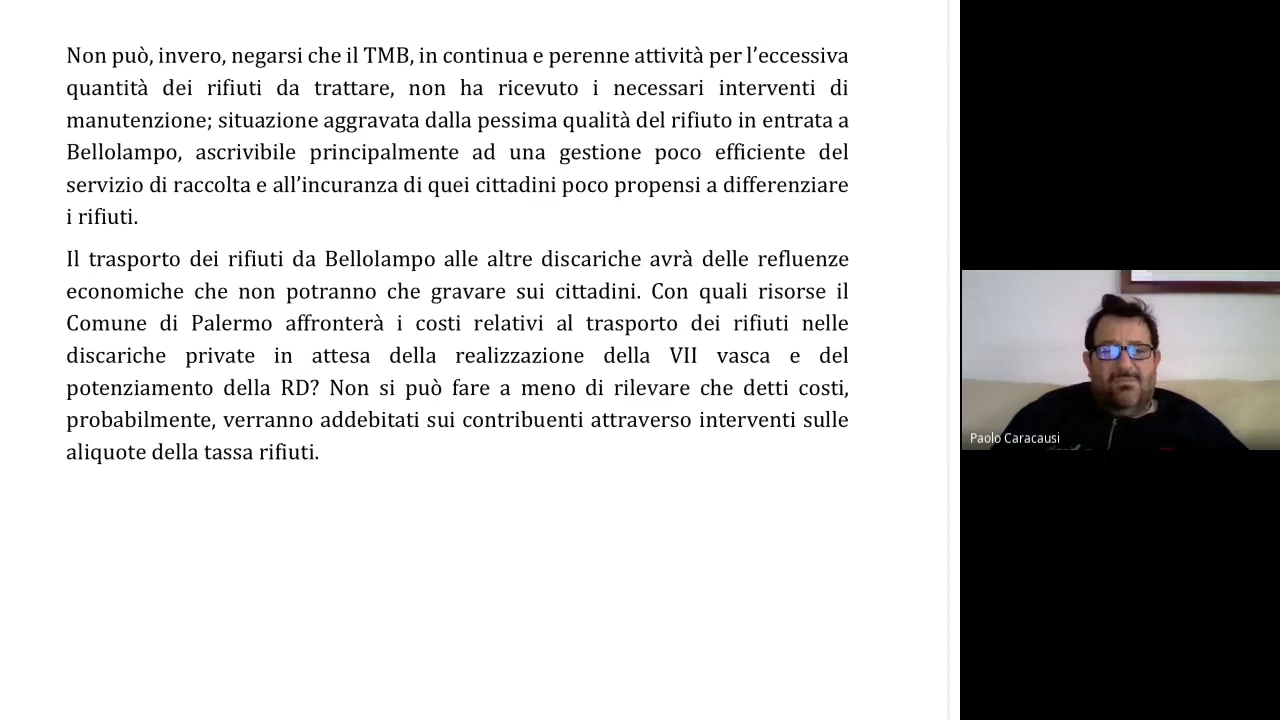 Non può, invero, negarsi che il TMB, in continua e perenne attività per l’eccessiva
quantità dei rifiuti da trattare, non ha ricevuto i necessari interventi di
manutenzione; situazione aggravata dalla pessima qualità del rifiuto in entrata a
Bellolampo, ascrivibile principalmente ad una gestione poco efficiente del
servizio di raccolta e all’incuranza di quei cittadini poco propensi a differenziare
i rifiuti.
Il trasporto dei rifiuti da Bellolampo alle altre discariche avrà delle refluenze
economiche che non potranno che gravare sui cittadini. Con quali risorse il
Comune di Palermo affronterà i costi relativi al trasporto dei rifiuti nelle
discariche private in attesa della realizzazione della VII vasca e del
potenziamento della RD? Non si può fare a meno di rilevare che detti costi,
probabilmente, verranno addebitati sui contribuenti attraverso interventi sulle
aliquote della tassa rifiuti.
Paolo Caracausi